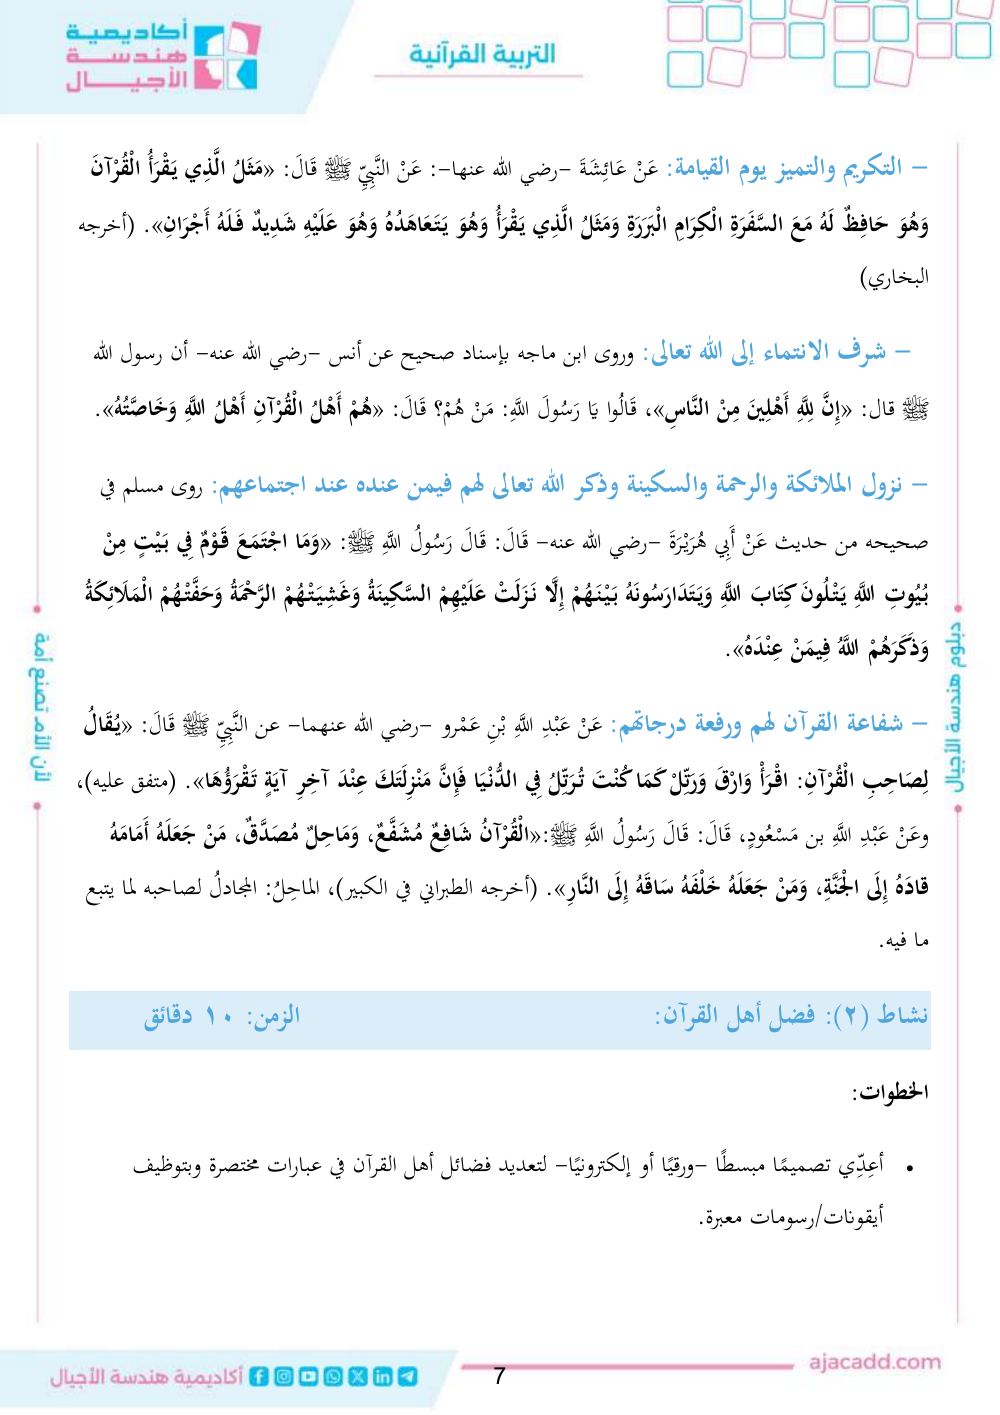 أكاديمية
هندسة
الأجيال
التربية القرآنية
– التكريم والتميز يوم القيامة: عَنْ عَائِشَةَ –رضي الله عنها–: عَنْ النَّبِيِّ ﷺ قَالَ: «مَثَلُ الَّذِي يَقْرَأُ الْقُرْآنَ
وَهُوَ حَافِظٌ لَهُ مَعَ السَّفَرَةِ الْكِرَامِ الْبَرَرَةِ وَمَثَلُ الَّذِي يَقْرَأُ وَهُوَ يَتَعَاهَدُهُ وَهُوَ عَلَيْهِ شَدِيدٌ فَلَهُ أَجْرَانِ». (أخرجه
البخاري)
– شرف الانتماء إلى الله تعالى: وروى ابن ماجه بإسناد صحيح عن أنس –رضي الله عنه– أن رسول الله
ﷺ قال: «إِنَّ لِلَّهِ أَهْلِينَ مِنْ النَّاسِ»، قَالُوا يَا رَسُولَ اللَّهِ: مَنْ هُمْ؟ قَالَ: «هُمْ أَهْلُ الْقُرْآنِ أَهْلُ اللَّهِ وَخَاصَّتُهُ».
– نزول الملائكة والرحمة والسكينة وذكر الله تعالى لهم فيمن عنده عند اجتماعهم: روى مسلم في
صحيحه من حديث عَنْ أَبِي هُرَيْرَةَ –رضي الله عنه– قَالَ: قَالَ رَسُولُ اللَّهِ ﷺ: «وَمَا اجْتَمَعَ قَوْمٌ فِي بَيْتٍ مِنْ
بُيُوتِ اللَّهِ يَتْلُونَ كِتَابَ اللَّهِ وَيَتَدَارَسُونَهُ بَيْنَهُمْ إِلَّا نَزَلَتْ عَلَيْهِمْ السَّكِينَةُ وَغَشِيَتْهُمْ الرَّحْمَةُ وَحَفَّتْهُمْ الْمَلَائِكَةُ
وَذَكَرَهُمْ اللَّهُ فِيمَنْ عِنْدَهُ».
– شفاعة القرآن لهم ورفعة درجاتهم: عَنْ عَبْدِ اللَّهِ بْنِ عَمْرو –رضي الله عنهما– عن النَّبِيِّ ﷺ قَالَ: «يُقَالُ
لِصَاحِبِ الْقُرْآنِ: اقْرَأْ وَارْقَ وَرَتِّلْ كَمَا كُنْتَ تُرَتِّلُ فِي الدُّنْيَا فَإِنَّ مَنْزِلَتَكَ عِنْدَ آخِرِ آيَةٍ تَقْرَؤُهَا». (متفق عليه)،
وعَنْ عَبْدِ اللَّهِ بن مَسْعُودٍ، قَالَ: قَالَ رَسُولُ اللَّهِ ﷺ:«الْقُرْآنُ شَافِعٌ مُشَفَّعٌ، وَمَاحِلٌ مُصَدَّقٌ، مَنْ جَعَلَهُ أَمَامَهُ
قادَهُ إِلَى الْجَنَّةِ، وَمَنْ جَعَلَهُ خَلْفَهُ سَاقَهُ إِلَى النَّارِ». (أخرجه الطبراني في الكبير)، الماحِلُ: المجادلُ لصاحبه لما يتبع
ما فيه.
نشاط (٢): فضل أهل القرآن: الزمن: ١٠ دقائق
الخطوات:
• أعِدِّي تصميمًا مبسطًا –ورقيًا أو إلكترونيًا– لتعديد فضائل أهل القرآن في عبارات مختصرة وبتوظيف
أيقونات/رسومات معبرة.
دبلوم هندسة الأجيال
لأن الأم تصنع أمة
أكاديمية هندسة الأجيال
7
ajacadd.com